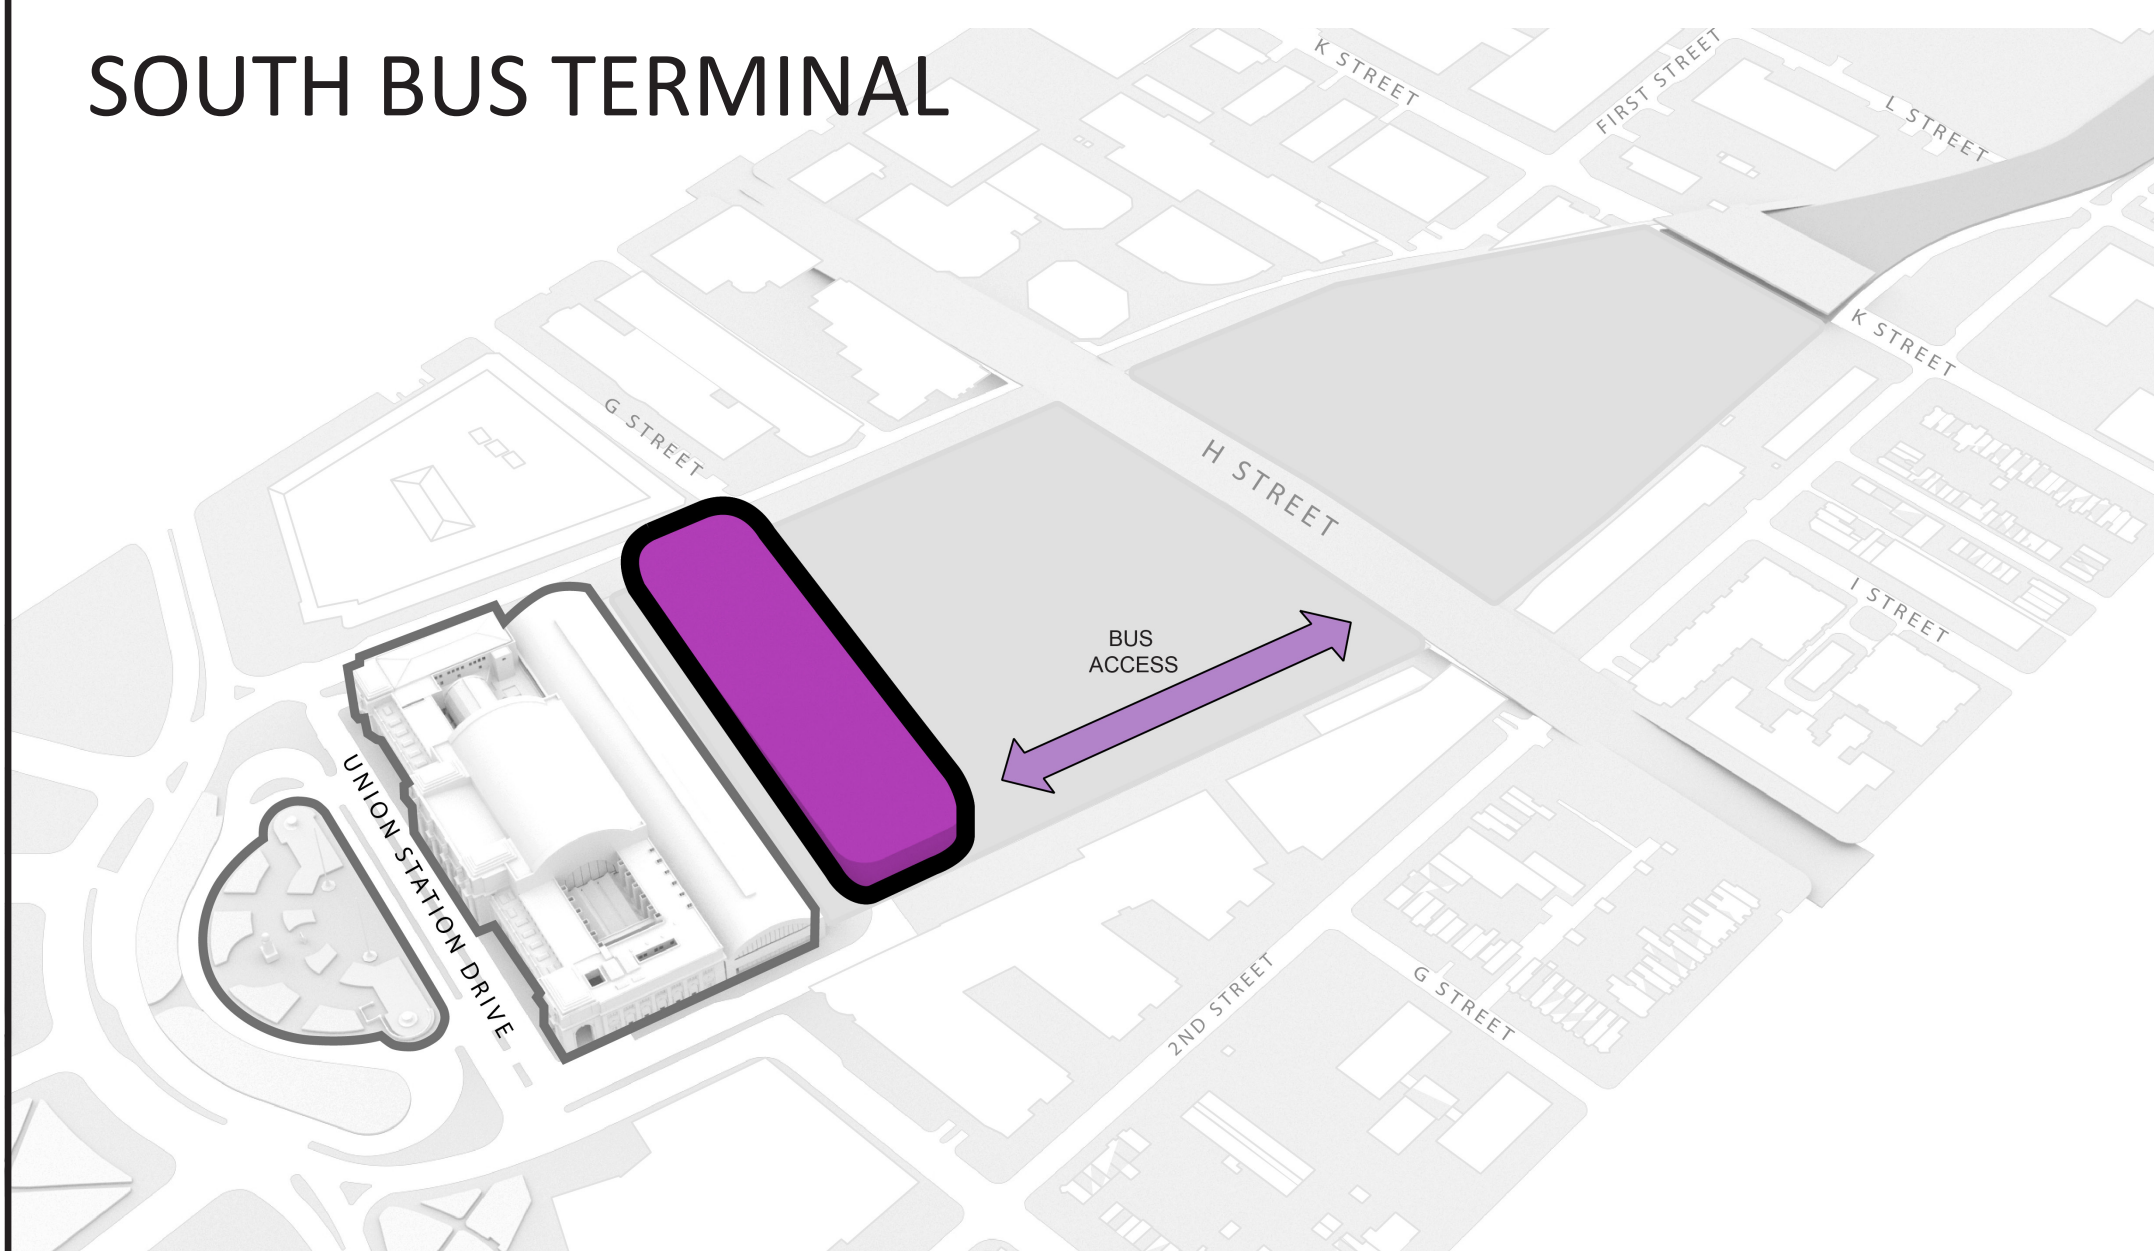 SOUTH BUS TERMINAL
K STREET
FIRST STREET
L STREET
K STREET
G STREET
H STREET
I STREET
BUS
ACCESS
UNION STATION DRIVE
2ND STREET
G STREET